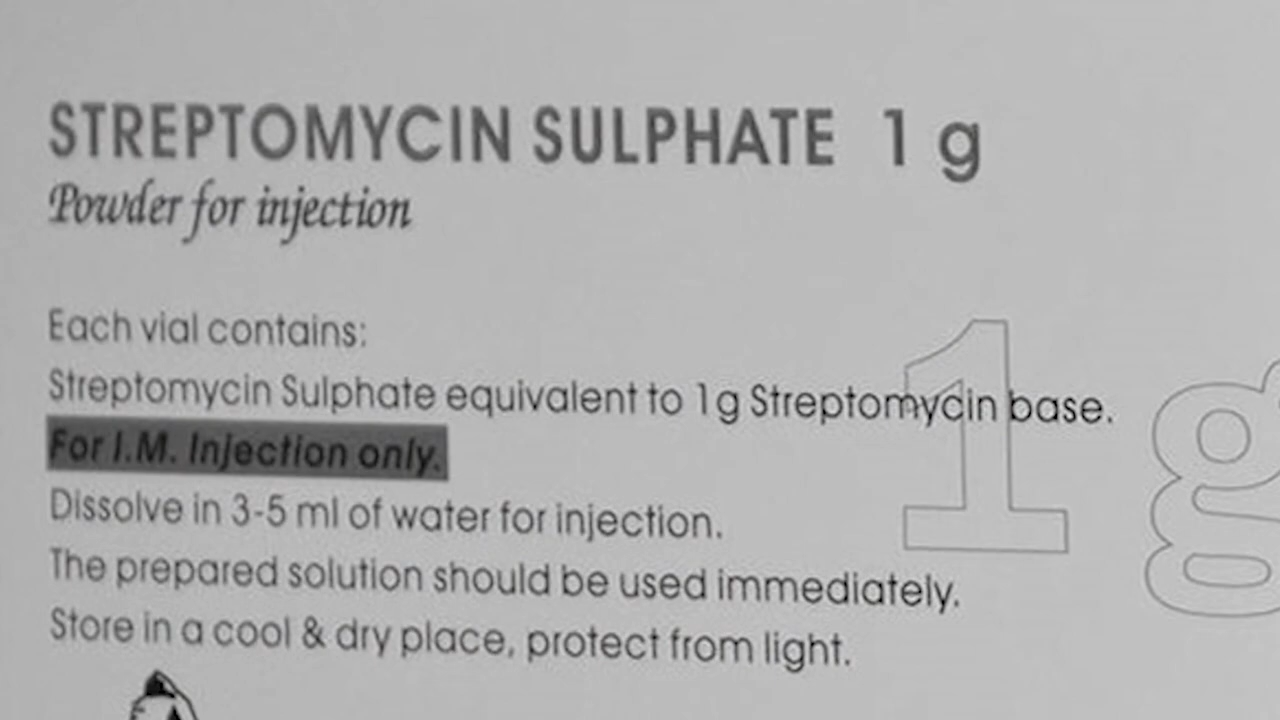 STREPTOMYCIN SULPHATE 1 g
Powder for injection
Each vial contains:
Streptomycin Sulphate equivalent to 1g Streptomycin base.
For I.M. Injection only.
Dissolve in 3-5 ml of water for injection.
The prepared solution should be used immediately.
Store in a cool & dry place, protect from light.
1 g